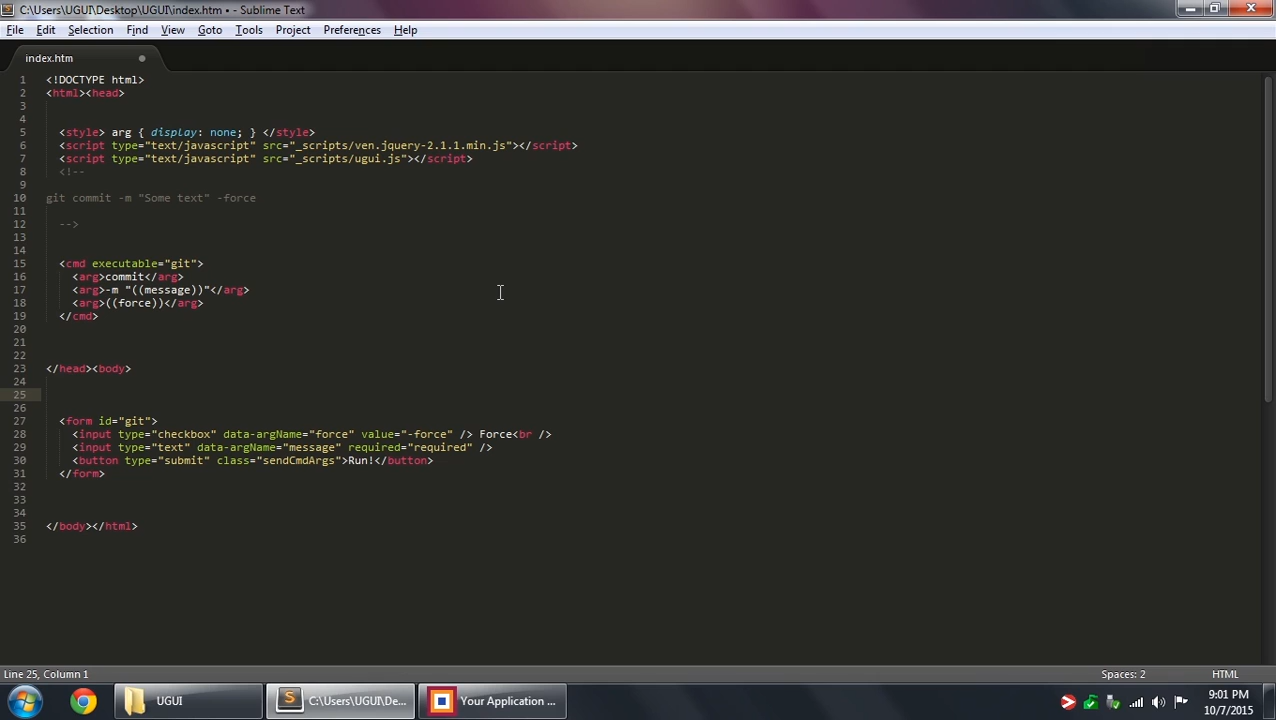 C:\Users\UGUI\Desktop\UGUI\index.htm • - Sublime Text
File Edit Selection Find View Goto Tools Project Preferences Help
index.htm
1 <!DOCTYPE html>
2 <html><head>
3
4
5 <style> arg { display: none; } </style>
6 <script type="text/javascript" src="_scripts/ven.jquery-2.1.1.min.js"></script>
7 <script type="text/javascript" src="_scripts/ugui.js"></script>
8 <!--
9
10 git commit -m "Some text" -force
11
12 -->
13
14
15 <cmd executable="git">
16 <arg>commit</arg>
17 <arg>-m "((message))"</arg>
18 <arg>((force))</arg>
19 </cmd>
20
21
22
23 </head><body>
24
25
26
27 <form id="git">
28 <input type="checkbox" data-argName="force" value="-force" /> Force<br />
29 <input type="text" data-argName="message" required="required" />
30 <button type="submit" class="sendCmdArgs">Run!</button>
31 </form>
32
33
34
35 </body></html>
36
Line 25, Column 1 Spaces: 2 HTML
UGUI C:\Users\UGUI\De... Your Application ... 9:01 PM
10/7/2015